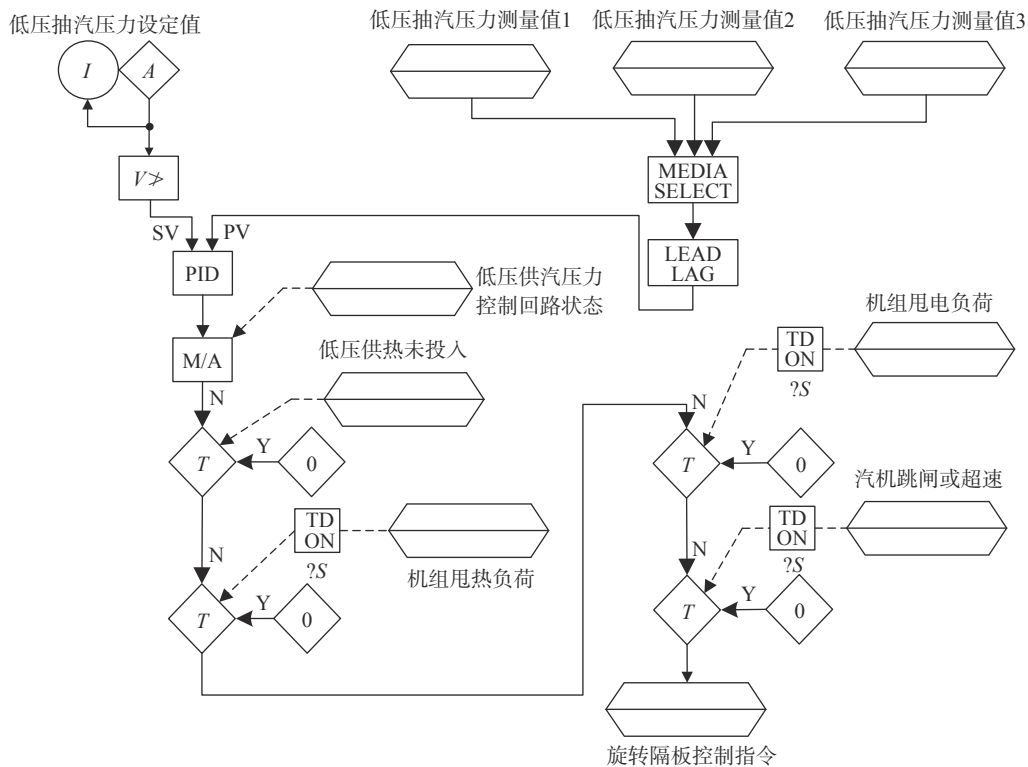 低压抽汽压力设定值
低压抽汽压力测量值1
低压抽汽压力测量值2
低压抽汽压力测量值3
I
A
V≯
MEDIA
SELECT
SV
PV
PID
LEAD
LAG
低压供汽压力
控制回路状态
M/A
低压供热未投入
N
T
Y
0
N
TD
ON
?S
机组甩热负荷
T
Y
0
机组甩电负荷
TD
ON
?S
N
T
Y
0
汽机跳闸或超速
TD
ON
?S
N
T
Y
0
旋转隔板控制指令